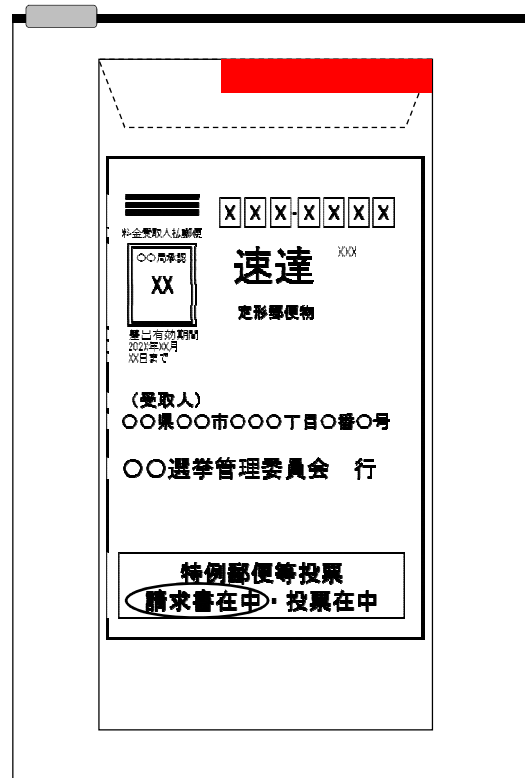 XXX-XXXX
料金受取人払郵便
〇〇局承認
XX
速達
XXX
定形郵便物
差出有効期間
202X年XX月
XX日まで
（受取人）
〇〇県〇〇市〇〇〇丁目〇番〇号
〇〇選挙管理委員会　行
特例郵便等投票
請求書在中・投票在中